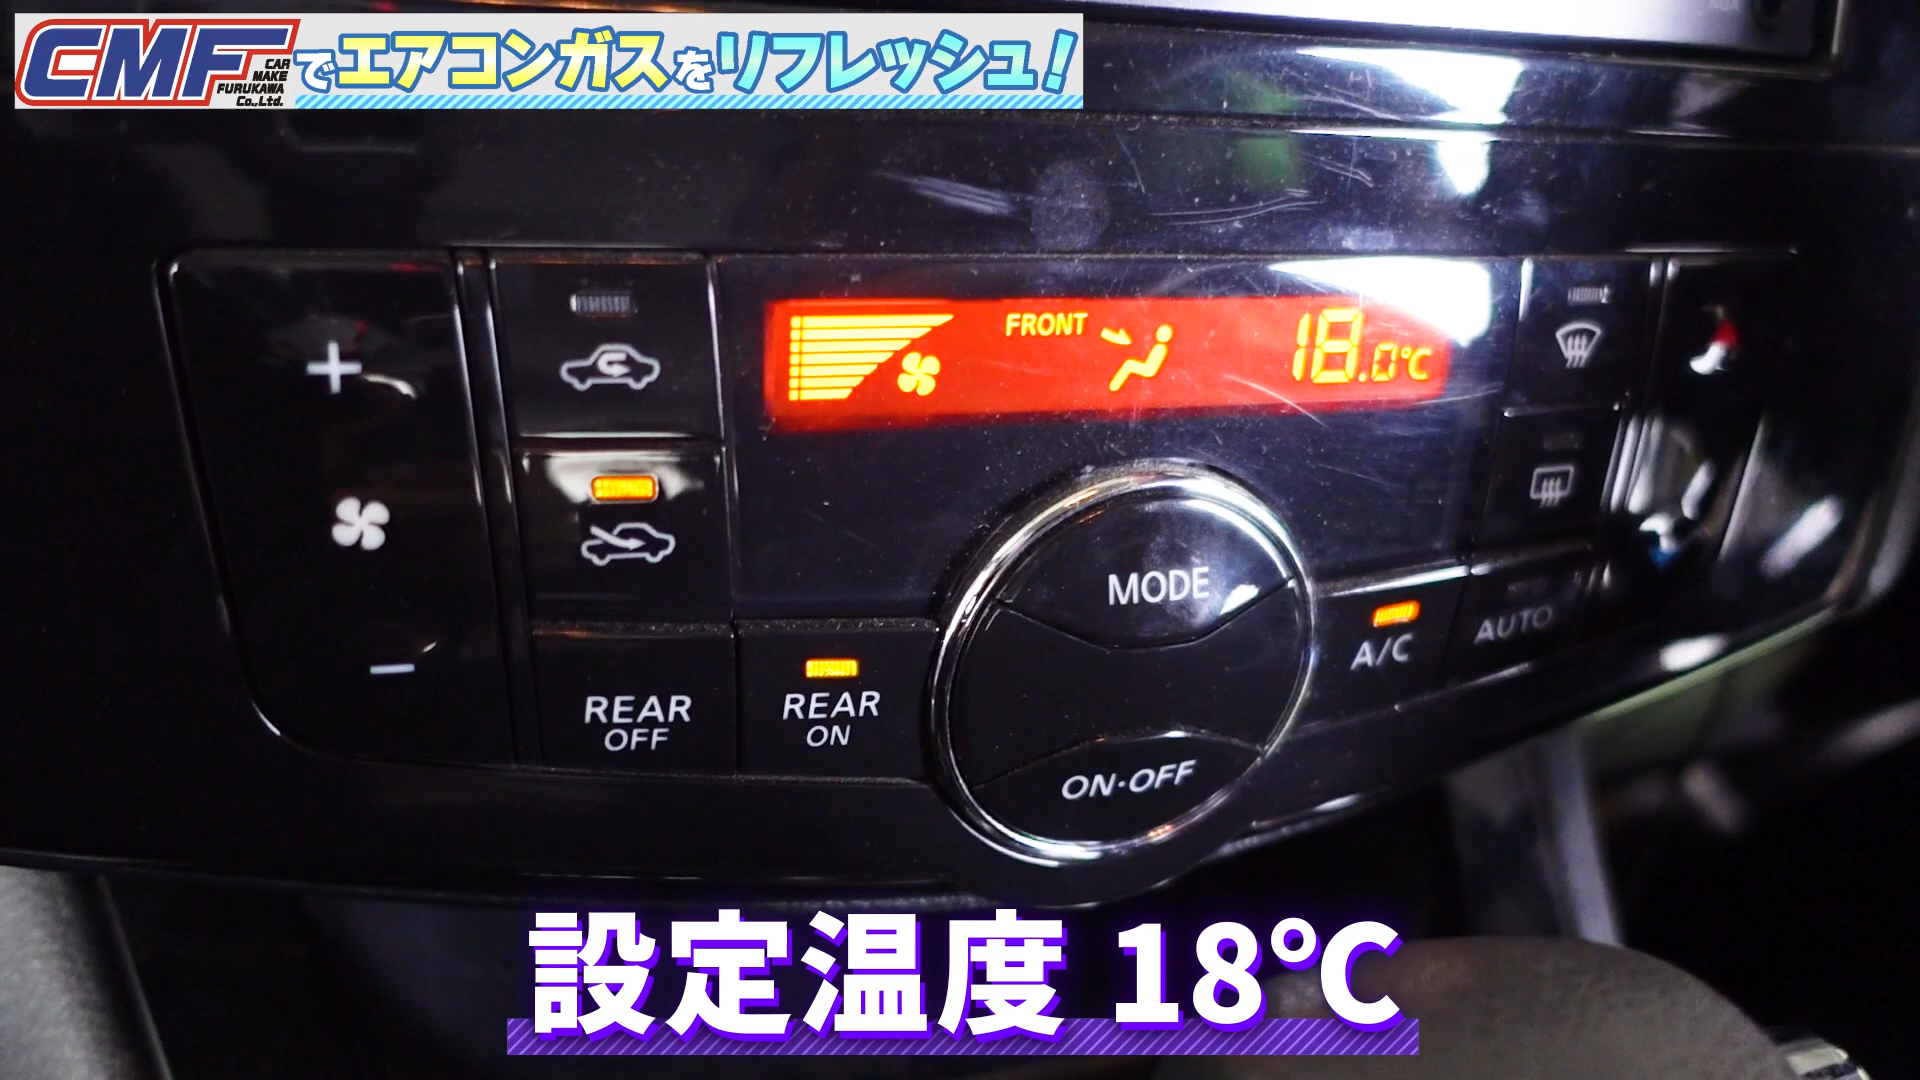 CMF
CAR
MAKE
FURUKAWA
Co.,Ltd.
でエアコンガスをリフレッシュ!
FRONT
18.0℃
MODE
A/C
AUTO
REAR
OFF
REAR
ON
ON·OFF
設定温度 18℃